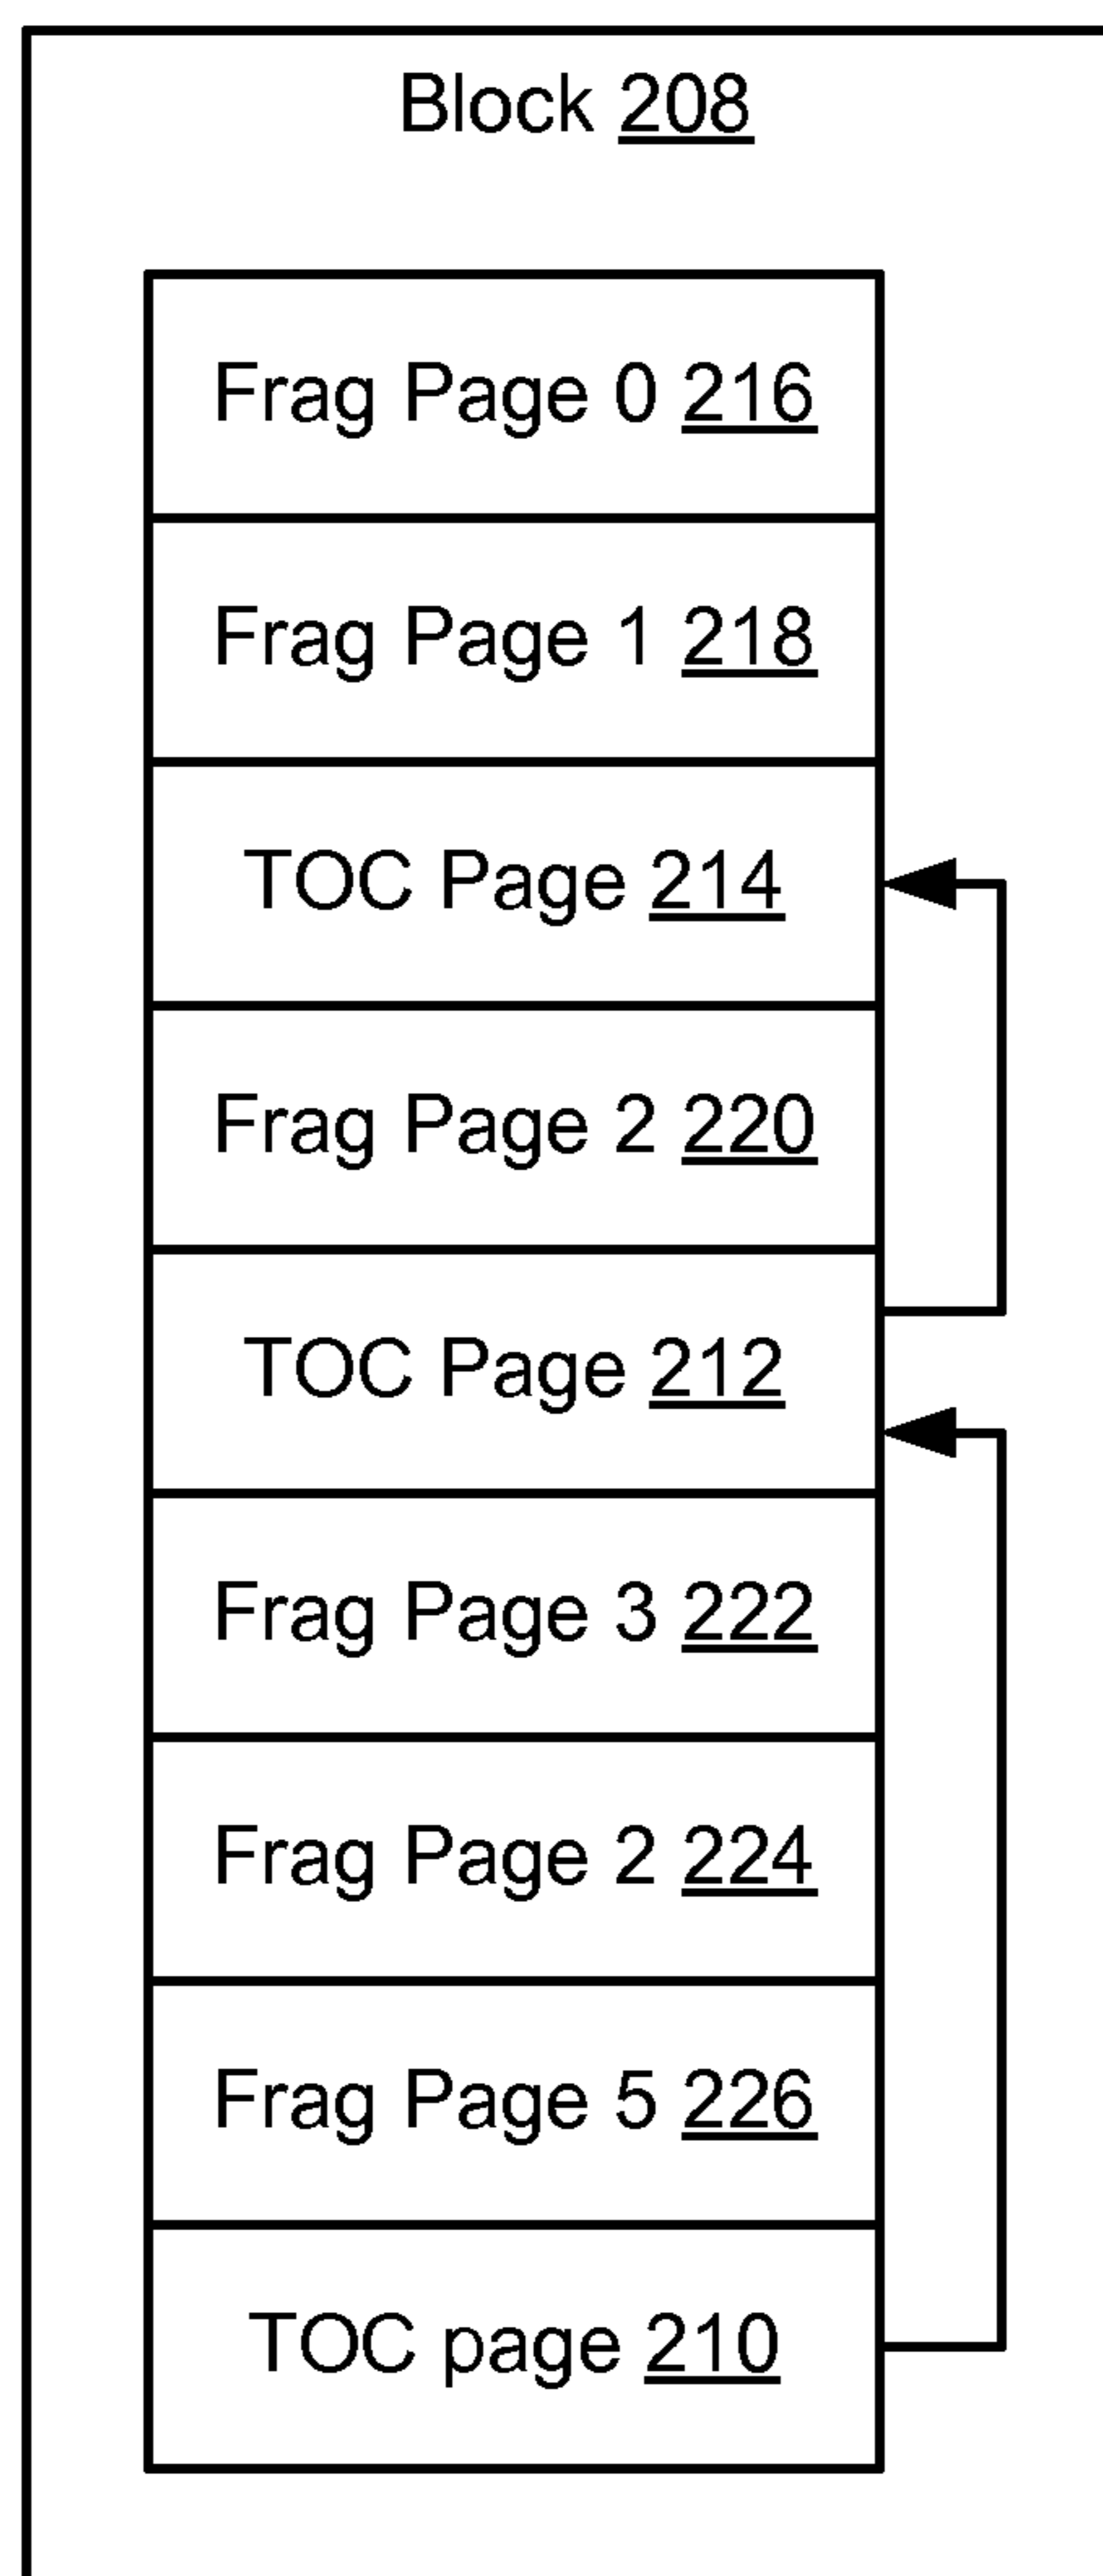 Block 208
Frag Page 0 216
Frag Page 1 218
TOC Page 214
Frag Page 2 220
TOC Page 212
Frag Page 3 222
Frag Page 2 224
Frag Page 5 226
TOC page 210